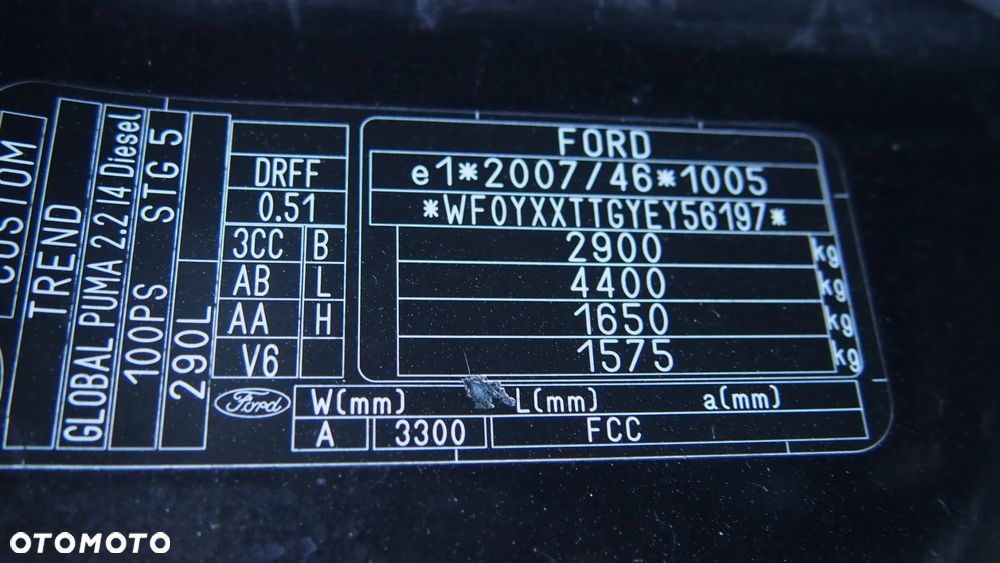 CUSTOM
TREND
GLOBAL PUMA 2.2 I4 Diesel
100PS STG 5
290L
DRFF
0.51
3CC B
AB L
AA H
V6
Ford
FORD
e1*2007/46*1005
*WF0YXXTTGYEY56197*
2900 kg
4400 kg
1650 kg
1575 kg
W(mm) L(mm) a(mm)
A 3300 FCC
OTOMOTO